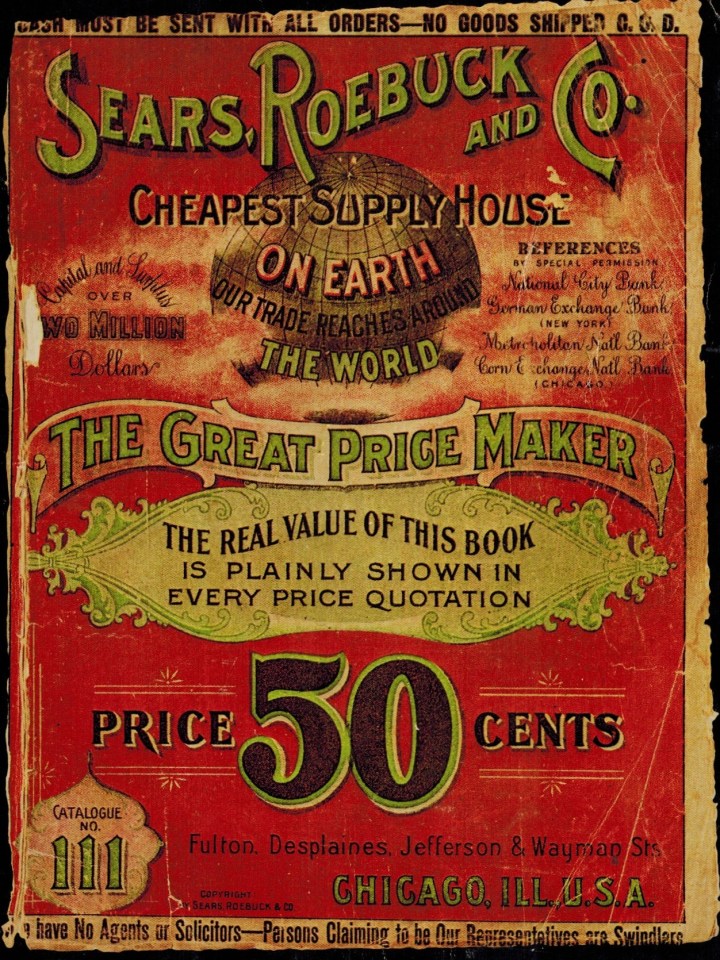 CASH MUST BE SENT WITH ALL ORDERS—NO GOODS SHIPPED C. O. D.
SEARS, ROEBUCK AND CO.
CHEAPEST SUPPLY HOUSE
ON EARTH
OUR TRADE REACHES AROUND
THE WORLD
Capital and Surplus
OVER
TWO MILLION
Dollars
REFERENCES
BY SPECIAL PERMISSION
National City Bank
German Exchange Bank
(NEW YORK)
Metropolitan Natl Bank
Corn Exchange Natl Bank
(CHICAGO)
THE GREAT PRICE MAKER
THE REAL VALUE OF THIS BOOK
IS PLAINLY SHOWN IN
EVERY PRICE QUOTATION
PRICE 50 CENTS
CATALOGUE
NO.
111
Fulton. Desplaines, Jefferson & Wayman Sts
COPYRIGHT
BY SEARS, ROEBUCK & CO.
CHICAGO, ILL., U.S.A.
We have No Agents or Solicitors—Persons Claiming to be Our Representatives are Swindlers